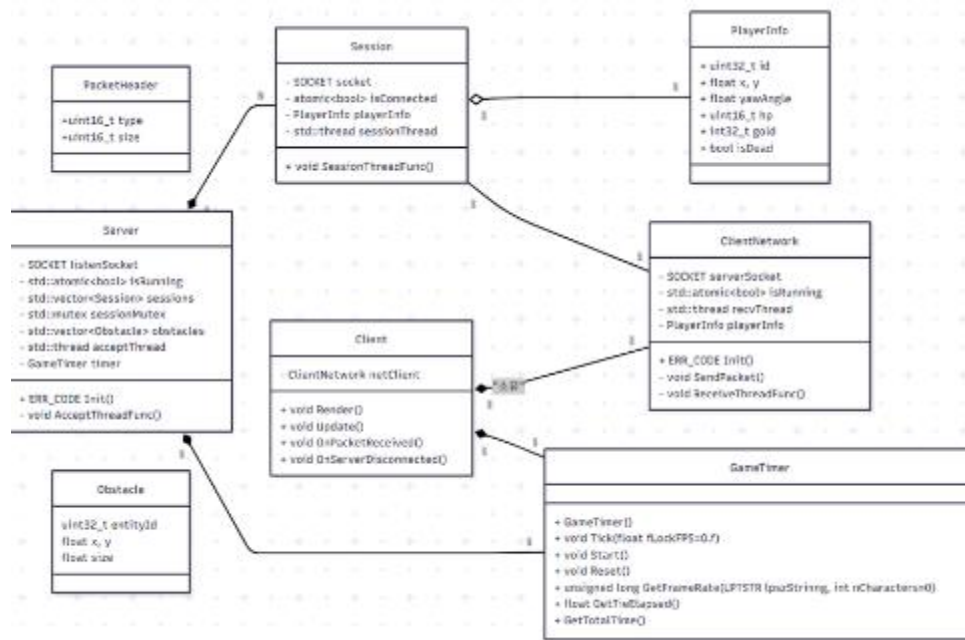 PacketHeader
+uint16_t type
+uint16_t size
Session
- SOCKET socket
- atomic<bool> isConnected
- PlayerInfo playerInfo
- std::thread sessionThread
+ void SessionThreadFunc()
PlayerInfo
+ uint32_t id
+ float x, y
+ float yawAngle
+ uint16_t hp
+ int32_t gold
+ bool isDead
Server
- SOCKET listenSocket
- std::atomic<bool> isRunning
- std::vector<Session> sessions
- std::mutex sessionMutex
- std::vector<Obstacle> obstacles
- std::thread acceptThread
- GameTimer timer
+ ERR_CODE Init()
- void AcceptThreadFunc()
ClientNetwork
- SOCKET serverSocket
- std::atomic<bool> isRunning
- std::thread recvThread
- PlayerInfo playerInfo
+ ERR_CODE Init()
- void SendPacket()
- void ReceiveThreadFunc()
Client
- ClientNetwork netClient
+ void Render()
+ void Update()
+ void OnPacketReceived()
+ void OnServerDisconnected()
Obstacle
uint32_t entityId
float x, y
float size
GameTimer
+ GameTimer()
+ void Tick(float fLockFPS=0.f)
+ void Start()
+ void Reset()
+ unsigned long GetFrameRate(LPTSTR lpszString, int nCharacters=0)
+ float GetTieElapsed()
+ GetTotalTime()